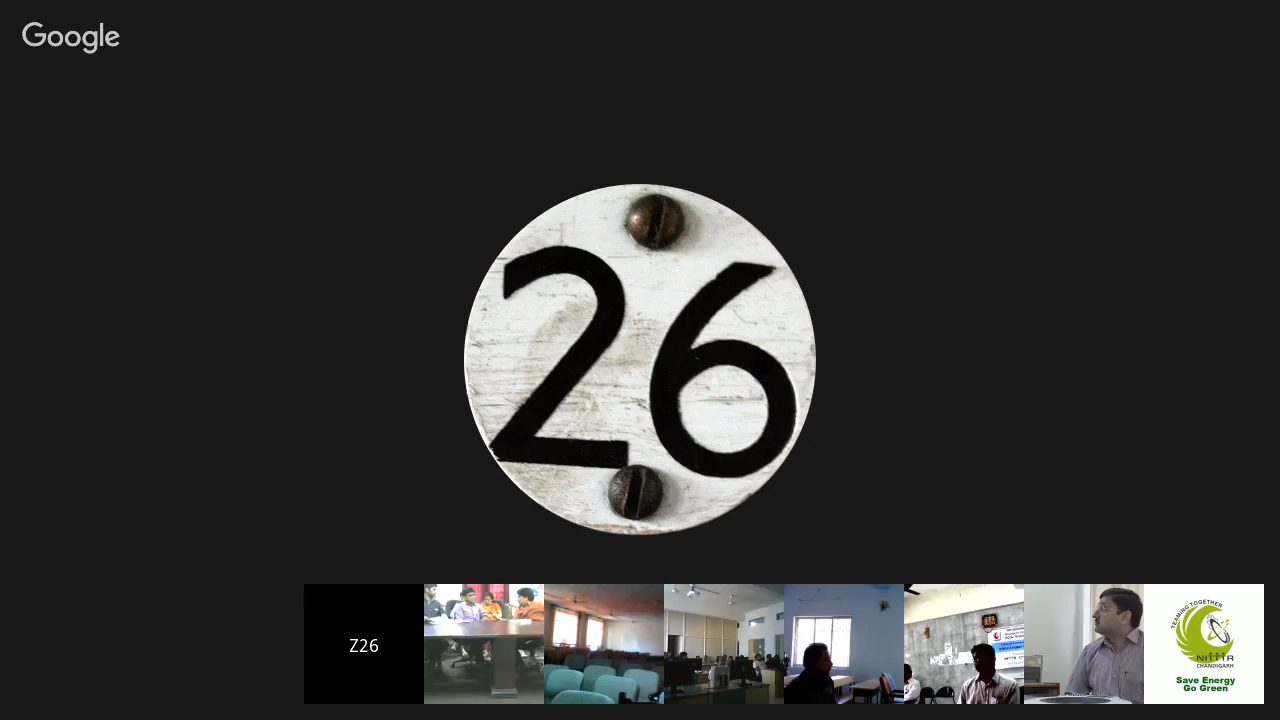 Google
26
Z26
TEAMING TOGETHER
NITTTR
CHANDIGARH
Save Energy
Go Green